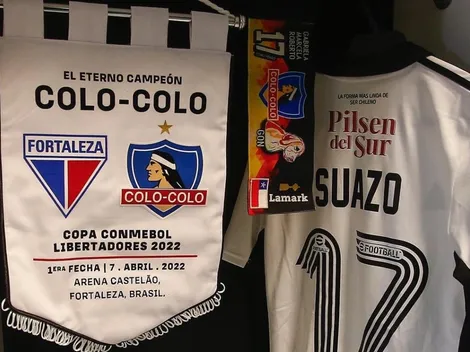 EL ETERNO CAMPEÓN
COLO-COLO
FORTALEZA
COLO-COLO
COPA CONMEBOL
LIBERTADORES 2022
1ERA FECHA | 7. ABRIL. 2022
ARENA CASTELÃO,
FORTALEZA, BRASIL.
GABRIELA
MARCELA
ROBERTO
17
GON
Lamark
LA FORMA MÁS LINDA DE
SER CHILENO
Pilsen
del Sur
SUAZO
EFOOTBALL
17